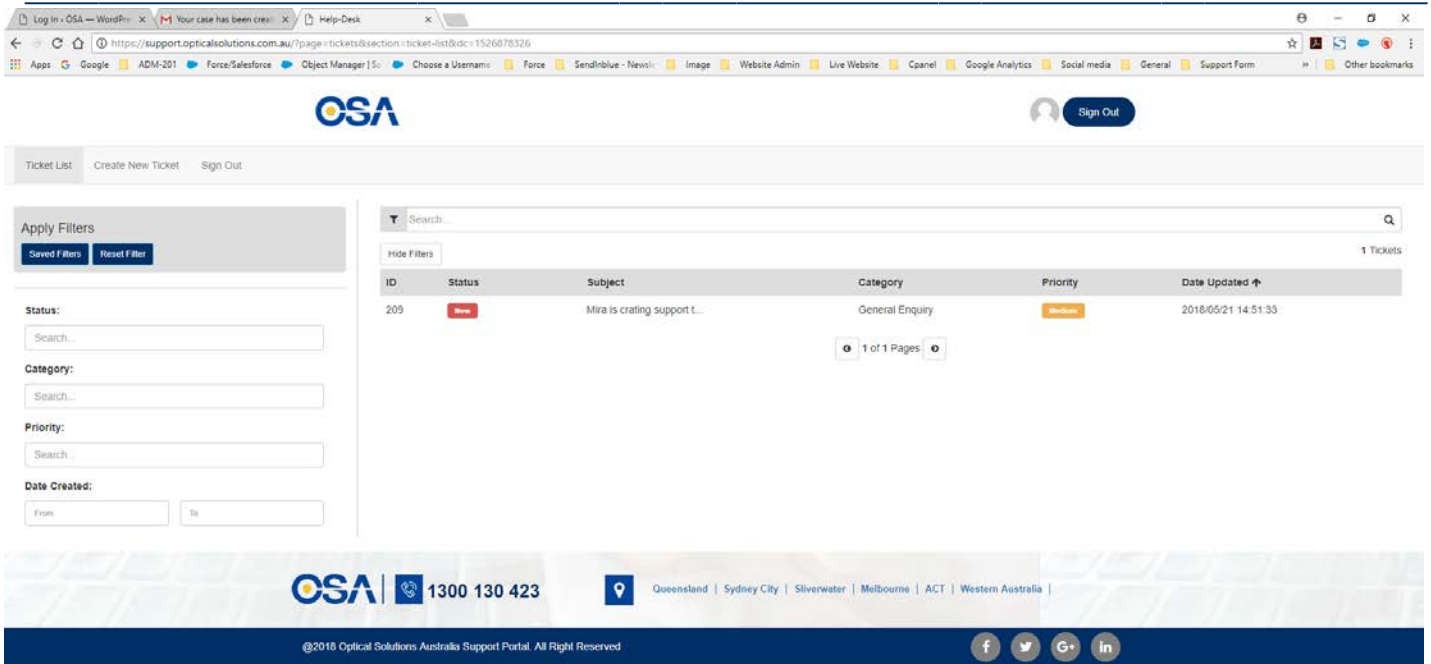 Log In ‹ OSA — WordPre
Your case has been creat
Help-Desk
https://support.opticalsolutions.com.au/?page=tickets&section=ticket-list&dc=1526878326
Apps Google ADM-201 Force/Salesforce Object Manager | Sa Choose a Username Force SendInblue - Newsle Image Website Admin Live Website Cpanel Google Analytics Social media General Support Form » Other bookmarks
OSA
Sign Out
Ticket List Create New Ticket Sign Out
Apply Filters
Saved Filters Reset Filter
Status:
Search...
Category:
Search...
Priority:
Search...
Date Created:
From To
Search...
Hide Filters 1 Tickets
ID Status Subject Category Priority Date Updated
209 New Mira is crating support t... General Enquiry Medium 2018/05/21 14:51:33
1 of 1 Pages
OSA 1300 130 423
Queensland | Sydney City | Sliverwater | Melbourne | ACT | Western Australia |
@2018 Optical Solutions Australia Support Portal. All Right Reserved
f G+ in